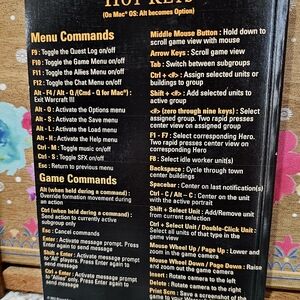 HOT KEYS
(On Mac® OS: Alt becomes Option)
Menu Commands
F9 : Toggle the Quest Log on/off
F10 : Toggle the Game Menu on/off
F11 : Toggle the Allies Menu on/off
F12 : Toggle the Chat Menu on/off
Alt - F4 / Alt - Q /(Cmd - Q for Mac®) :
Exit Warcraft III
Alt - O : Activate the Options menu
Alt - S : Activate the Save menu
Alt - L : Activate the Load menu
Alt - H : Activate the Help menu
Ctrl - M : Toggle music on/off
Ctrl - S : Toggle SFX on/off
Esc : Return to previous menu
Game Commands
Alt (when held during a command) :
Override formation movement during
an action
Ctrl (when held during a command) :
Send action to currently active
subgroup only
Esc : Cancel commands
Enter : Activate message prompt. Press
Enter again to send message
Shift + Enter : Activate message prompt
to "All" players. Press Enter
again to send message
Ctrl + Enter : Activate message prompt
to "Allies" only. Press Enter again
to send message
Middle Mouse Button : Hold down to
scroll game view with mouse
Arrow Keys : Scroll game view
Tab : Switch between subgroups
Ctrl + <#> : Assign selected units or
buildings to group
Shift + <#> : Add selected units to
active group
<#> (zero through nine keys) : Select
assigned group. Two rapid presses
center view on assigned group
F1 - F7 : Select corresponding Hero.
Two rapid presses center view
on corresponding Hero
F8 : Select idle worker unit(s)
Backspace : Cycle through town
center buildings
Spacebar : Center on last notification(s)
Ctrl - C / Alt - C : Center on the unit
in the active portrait
Shift + Select Unit : Add/Remove unit
from current selection
Ctrl + Select Unit / Double-Click Unit :
Select all units of that type in the
game view
Mouse Wheel Up / Page Up : Lower and
zoom in the game camera
Mouse Wheel Down / Page Down : Raise
and zoom out the game camera
Insert : Rotate camera to the left
Delete : Rotate camera to the right
Print Scrn : Save a screenshot of the